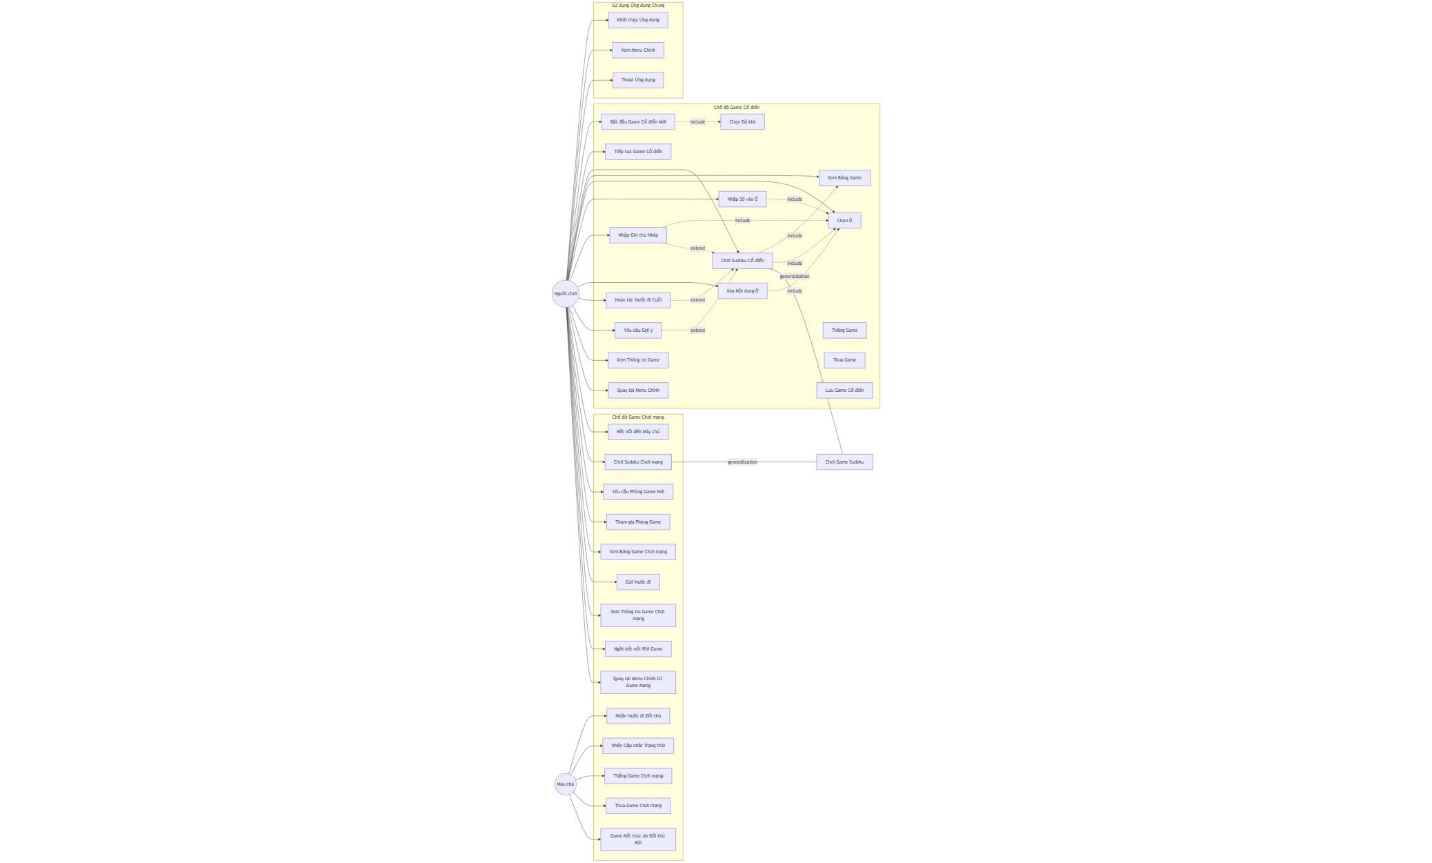 Sử dụng Ứng dụng Chung
Khởi chạy Ứng dụng
Xem Menu Chính
Thoát Ứng dụng
Chế độ Game Cổ điển
Bắt đầu Game Cổ điển Mới
include
Chọn Độ khó
Tiếp tục Game Cổ điển
Xem Bảng Game
Nhập Số vào Ô
include
include
Chọn Ô
Nhập Ghi chú Nháp
include
extend
Chơi Sudoku Cổ điển
include
generalization
Người chơi
Xóa Nội dung Ô
include
Hoàn tác Nước đi Cuối
extend
Yêu cầu Gợi ý
extend
Thắng Game
Xem Thông tin Game
Thua Game
Quay lại Menu Chính
Lưu Game Cổ điển
Chế độ Game Chơi mạng
Kết nối đến Máy chủ
Chơi Sudoku Chơi mạng
generalization
Chơi Game Sudoku
Yêu cầu Phòng Game Mới
Tham gia Phòng Game
Xem Bảng Game Chơi mạng
Gửi Nước đi
Xem Thông tin Game Chơi
mạng
Ngắt kết nối/Rời Game
Quay lại Menu Chính từ
Game Mạng
Nhận Nước đi Đối thủ
Nhận Cập nhật Trạng thái
Thắng Game Chơi mạng
Máy chủ
Thua Game Chơi mạng
Game Kết thúc do Đối thủ
Rời